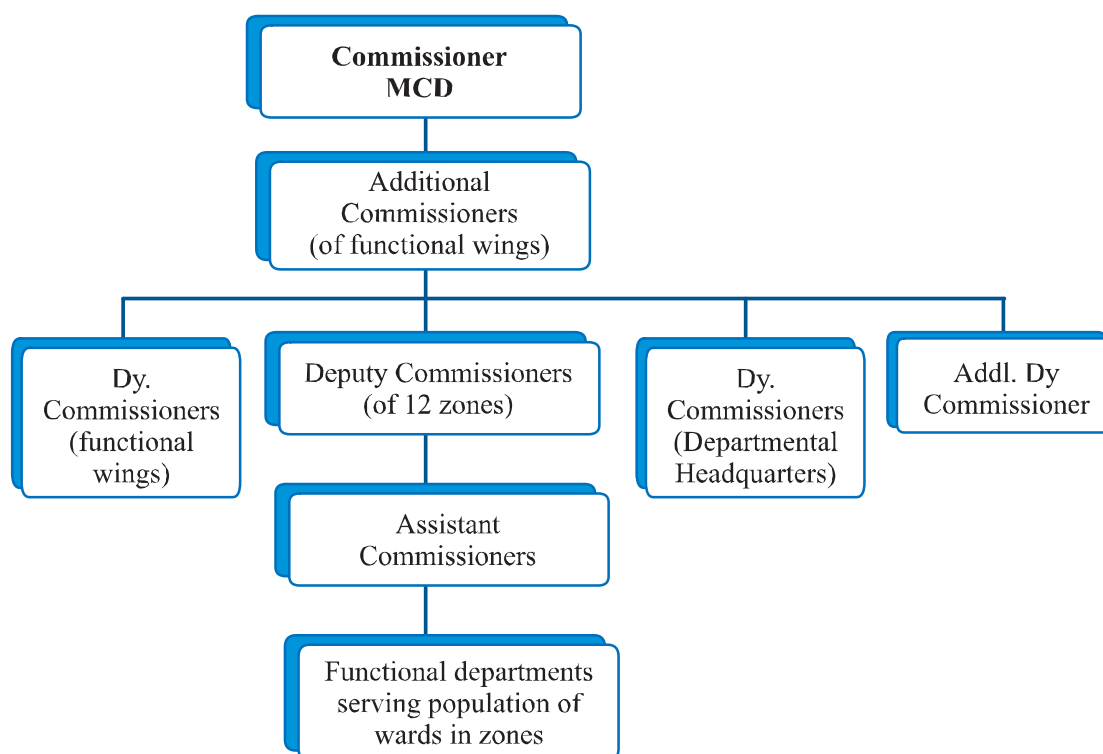 Commissioner
MCD
Additional
Commissioners
(of functional wings)
Dy.
Commissioners
(functional
wings)
Deputy Commissioners
(of 12 zones)
Dy.
Commissioners
(Departmental
Headquarters)
Addl. Dy
Commissioner
Assistant
Commissioners
Functional departments
serving population of
wards in zones